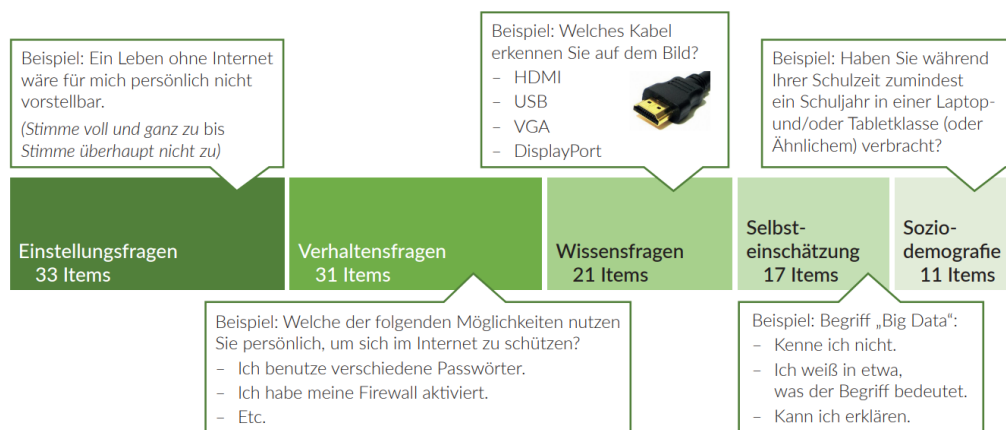 Beispiel: Ein Leben ohne Internet
wäre für mich persönlich nicht
vorstellbar.
(Stimme voll und ganz zu bis
Stimme überhaupt nicht zu)
Beispiel: Welches Kabel
erkennen Sie auf dem Bild?
– HDMI
– USB
– VGA
– DisplayPort
Beispiel: Haben Sie während
Ihrer Schulzeit zumindest
ein Schuljahr in einer Laptop-
und/oder Tabletklasse (oder
Ähnlichem) verbracht?
Einstellungsfragen
33 Items
Verhaltensfragen
31 Items
Wissensfragen
21 Items
Selbst-
einschätzung
17 Items
Sozio-
demografie
11 Items
Beispiel: Welche der folgenden Möglichkeiten nutzen
Sie persönlich, um sich im Internet zu schützen?
– Ich benutze verschiedene Passwörter.
– Ich habe meine Firewall aktiviert.
– Etc.
Beispiel: Begriff „Big Data“:
– Kenne ich nicht.
– Ich weiß in etwa,
was der Begriff bedeutet.
– Kann ich erklären.